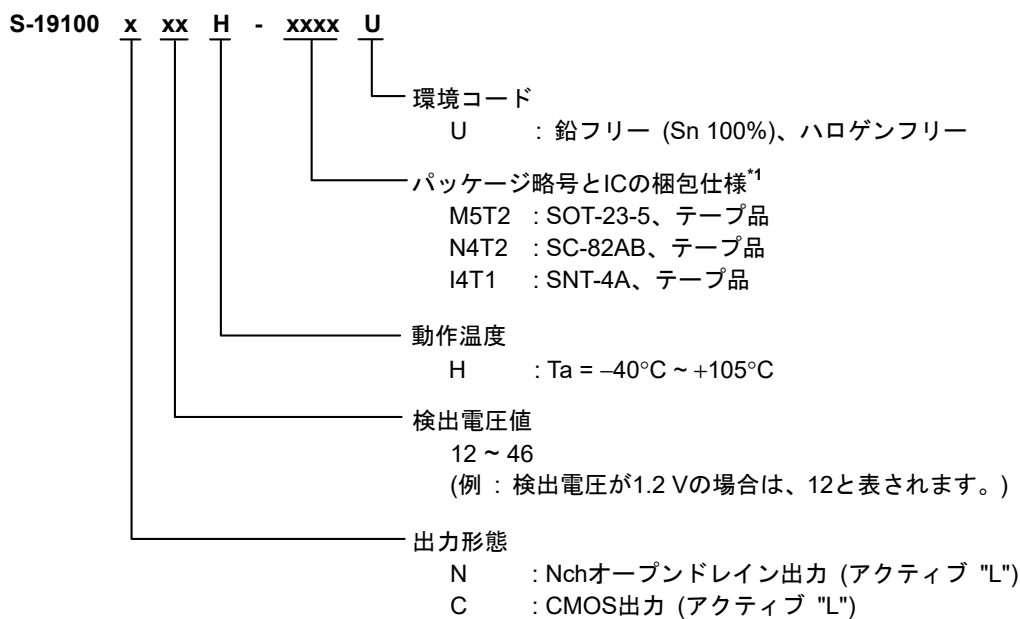 S-19100 x xx H - xxxx U
環境コード
U : 鉛フリー (Sn 100%)、ハロゲンフリー
パッケージ略号とICの梱包仕様*1
M5T2 : SOT-23-5、テープ品
N4T2 : SC-82AB、テープ品
I4T1 : SNT-4A、テープ品
動作温度
H : Ta = −40°C ~ +105°C
検出電圧値
12 ~ 46
(例 : 検出電圧が1.2 Vの場合は、12と表されます。)
出力形態
N : Nchオープンドレイン出力 (アクティブ "L")
C : CMOS出力 (アクティブ "L")